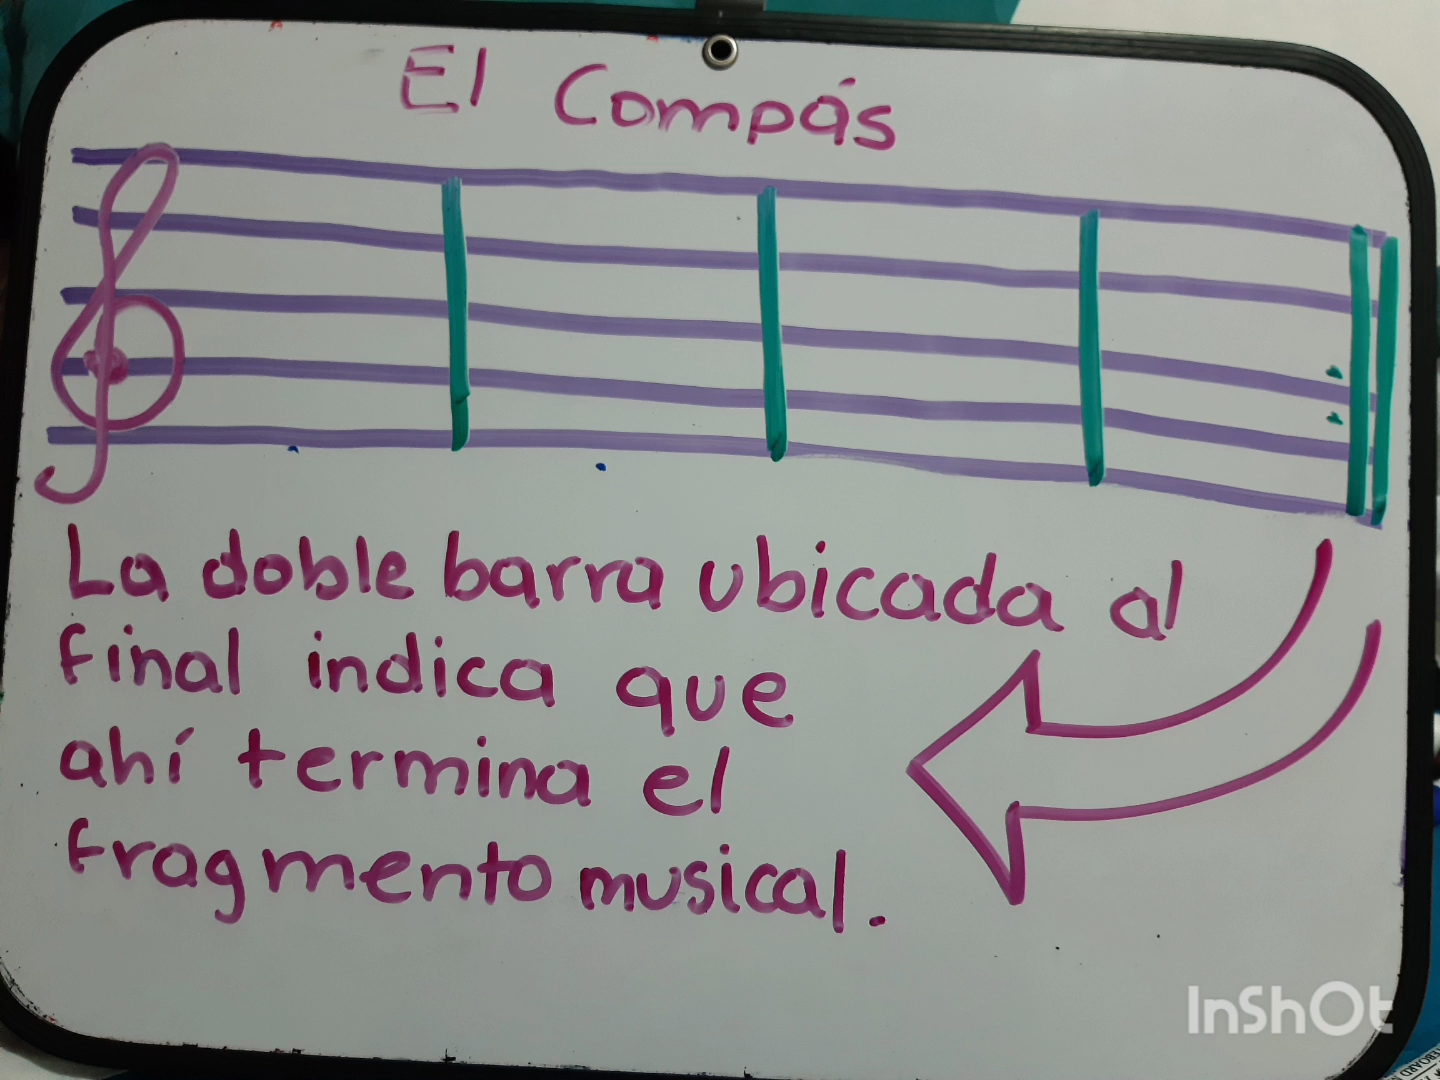 El Compás
La doble barra ubicada al
final indica que
ahí termina el
fragmento musical.
InShOt